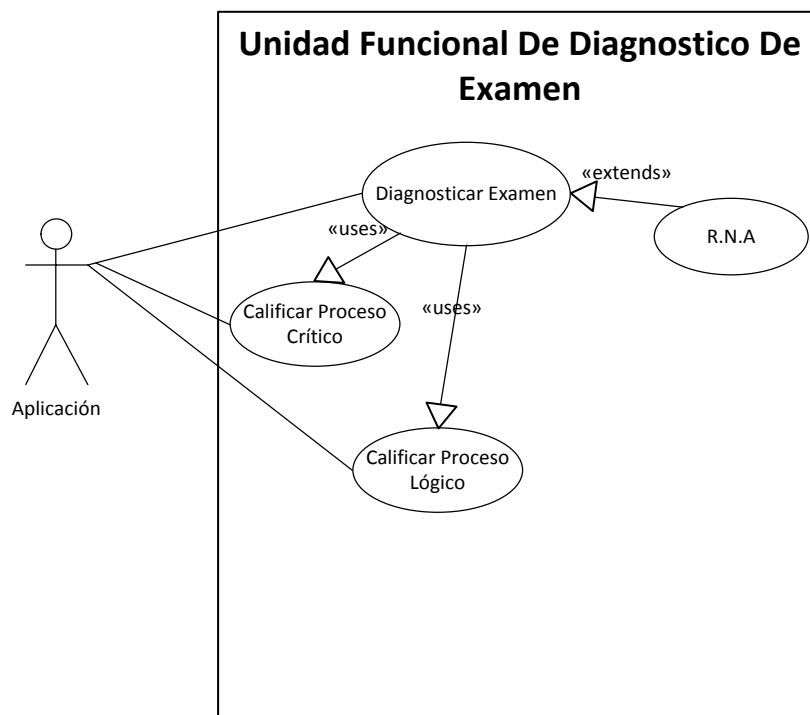 Unidad Funcional De Diagnostico De
Examen
«extends»
Diagnosticar Examen
R.N.A
«uses»
Calificar Proceso
Crítico
«uses»
Aplicación
Calificar Proceso
Lógico